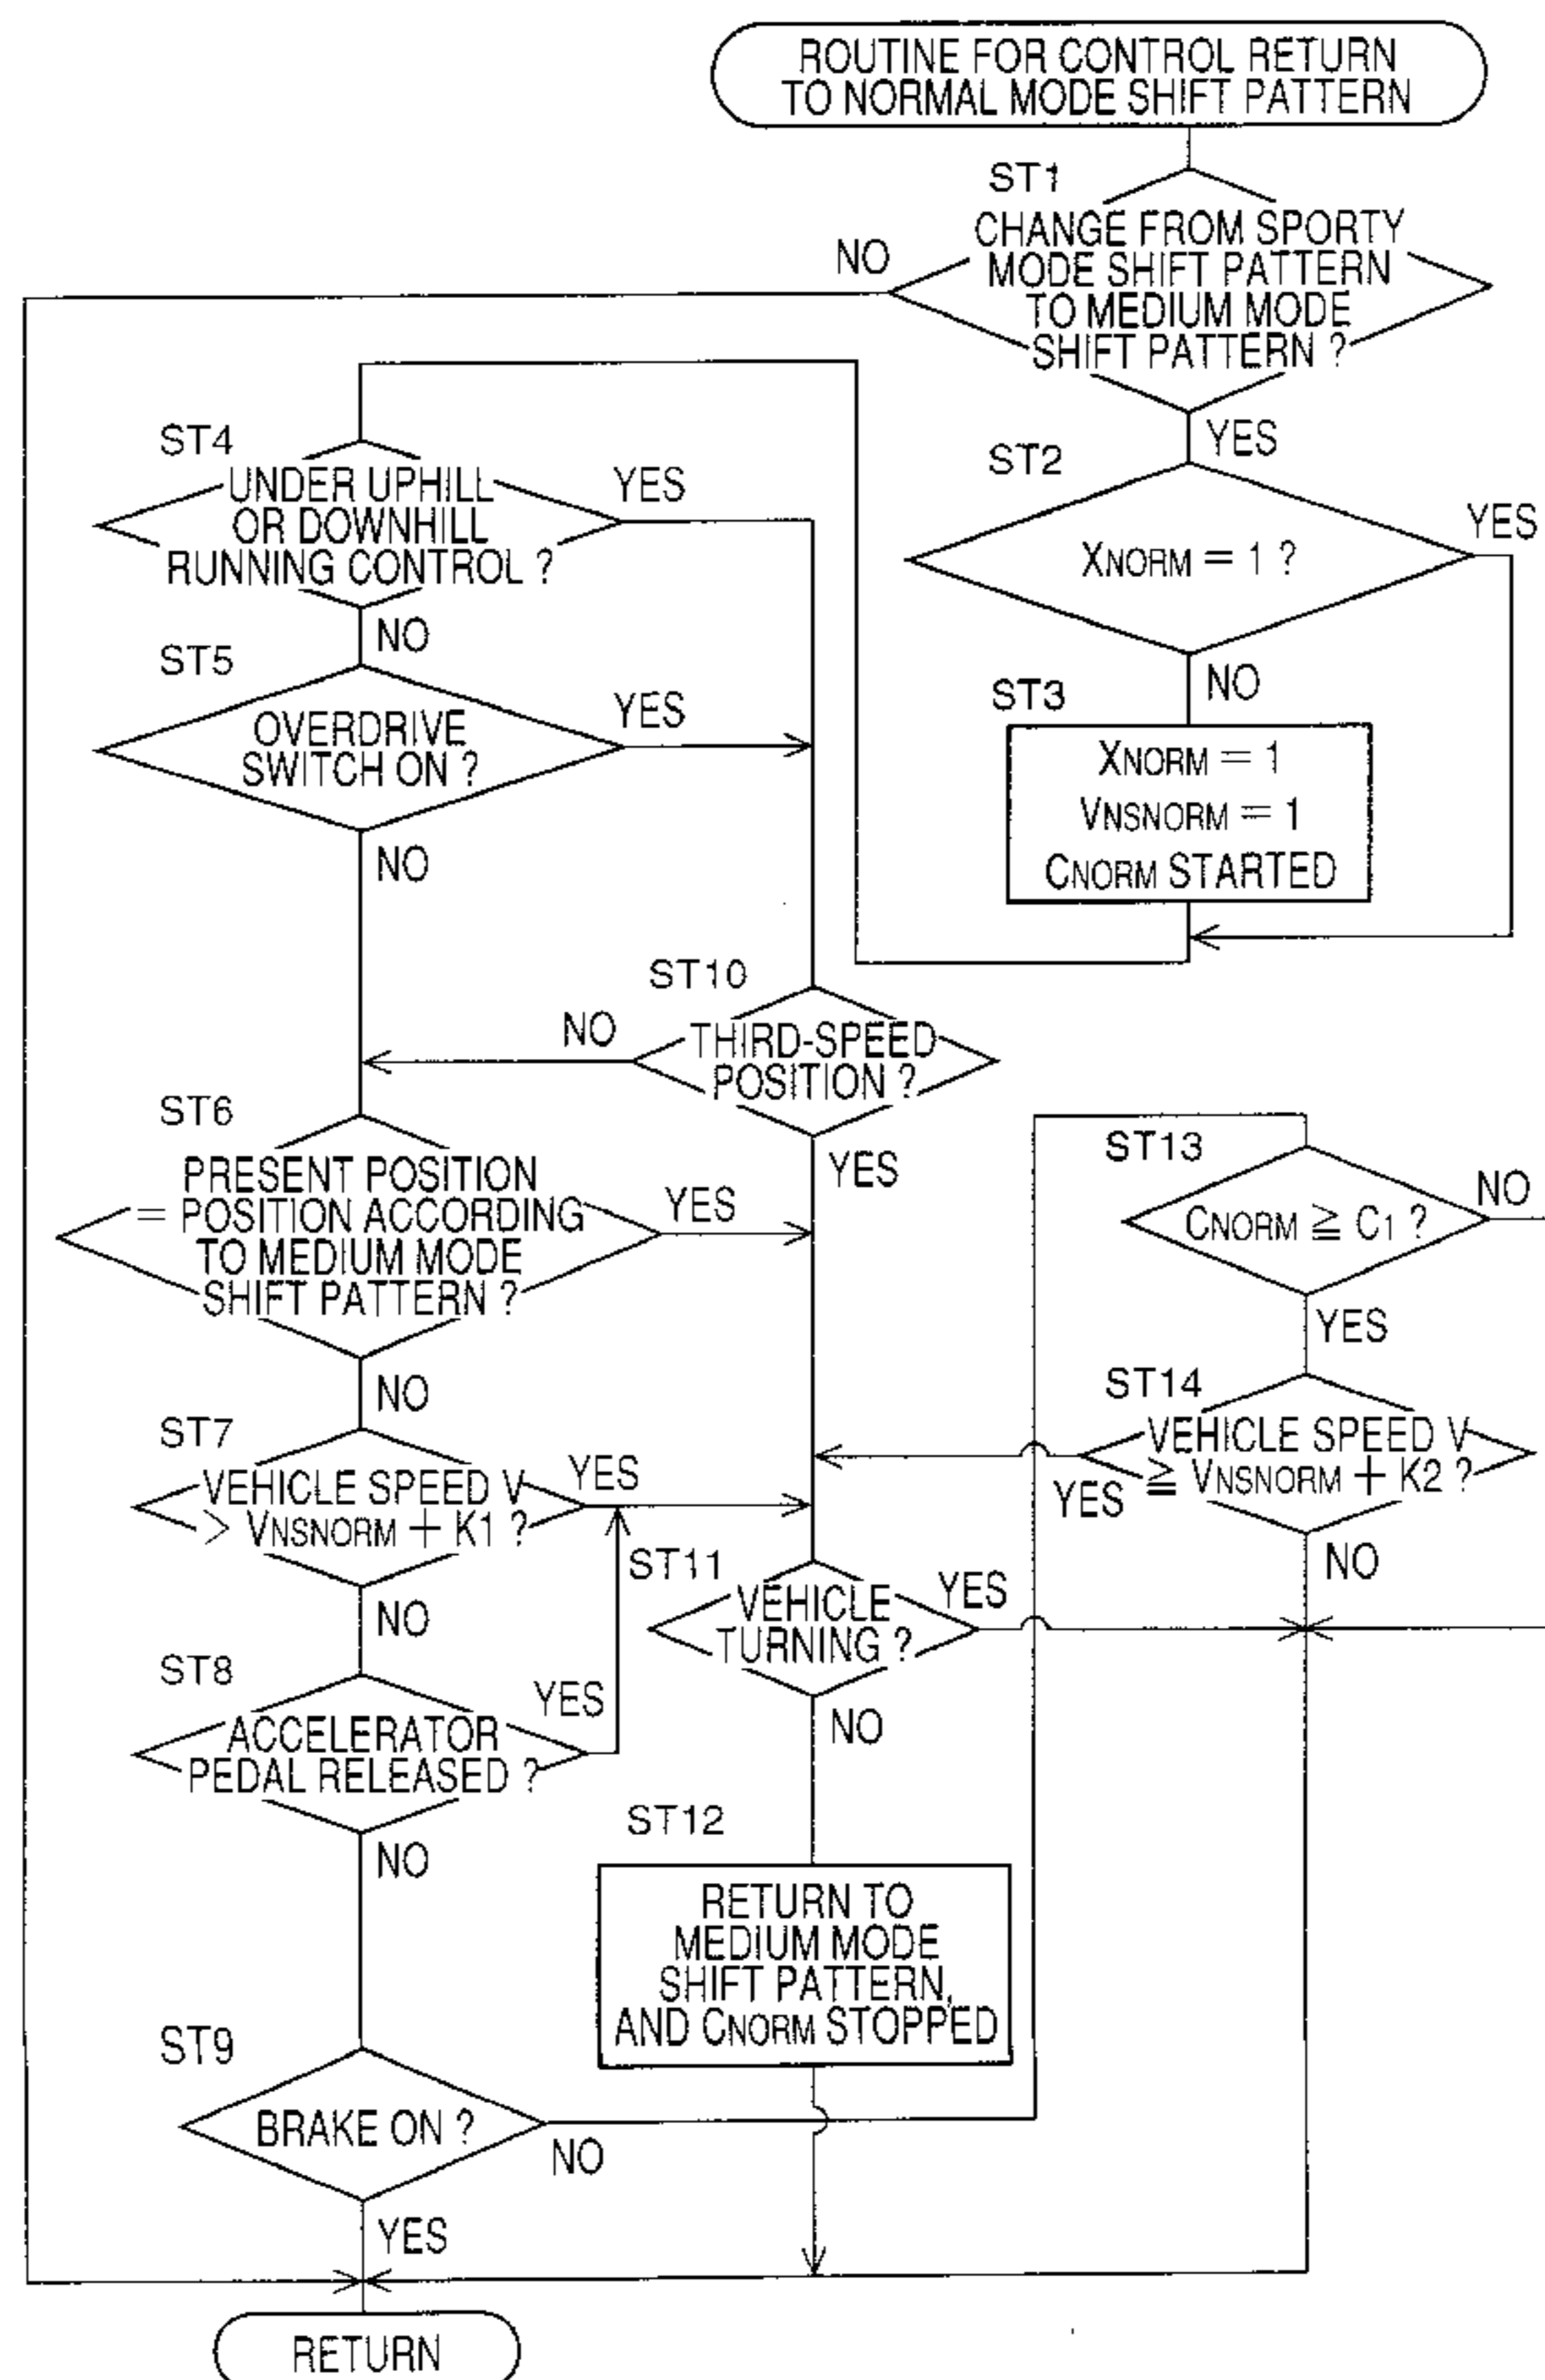 ROUTINE FOR CONTROL RETURN
TO NORMAL MODE SHIFT PATTERN
ST1
CHANGE FROM SPORTY
MODE SHIFT PATTERN
TO MEDIUM MODE
SHIFT PATTERN ?
NO
YES
ST2
XNORM = 1 ?
YES
NO
ST3
XNORM = 1
VNSNORM = 1
CNORM STARTED
ST4
UNDER UPHILL
OR DOWNHILL
RUNNING CONTROL ?
YES
NO
ST5
OVERDRIVE
SWITCH ON ?
YES
NO
ST10
THIRD-SPEED
POSITION ?
NO
YES
ST6
PRESENT POSITION
= POSITION ACCORDING
TO MEDIUM MODE
SHIFT PATTERN ?
YES
NO
ST7
VEHICLE SPEED V
> VNSNORM + K1 ?
YES
NO
ST8
ACCELERATOR
PEDAL RELEASED ?
YES
NO
ST9
BRAKE ON ?
NO
YES
ST11
VEHICLE
TURNING ?
YES
NO
ST12
RETURN TO
MEDIUM MODE
SHIFT PATTERN,
AND CNORM STOPPED
ST13
CNORM ≧ C1 ?
NO
YES
ST14
VEHICLE SPEED V
≧ VNSNORM + K2 ?
YES
NO
RETURN